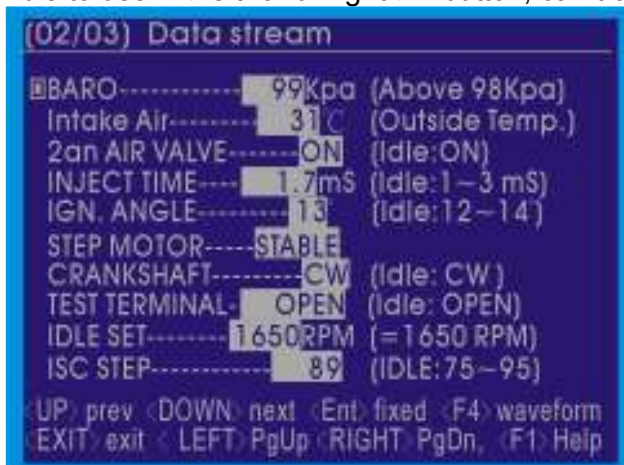 (02/03) Data stream
BARO------------ 99Kpa (Above 98Kpa)
Intake Air-------- 31°C (Outside Temp.)
2an AIR VALVE------- ON (Idle:ON)
INJECT TIME---- 1.7mS (Idle:1~3 mS)
IGN. ANGLE--------- 13° (Idle:12~14°)
STEP MOTOR-----STABLE
CRANKSHAFT--------- CW (Idle: CW )
TEST TERMINAL- OPEN (Idle: OPEN)
IDLE SET-------- 1650RPM (=1650 RPM)
ISC STEP------------ 89 (IDLE:75~95)
<UP> prev <DOWN> next <Ent> fixed <F4> waveform
<EXIT> exit < LEFT> PgUp <RIGHT> PgDn, <F1> Help